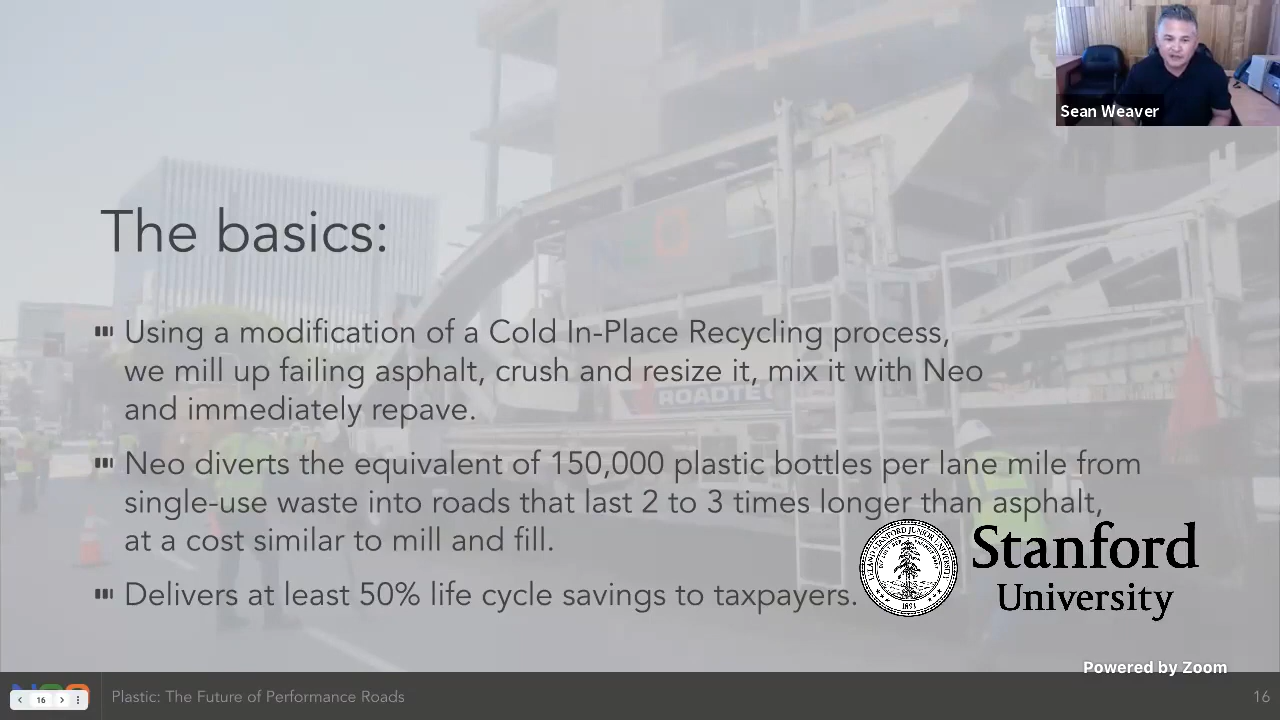 Sean Weaver
The basics:
Using a modification of a Cold In-Place Recycling process,
we mill up failing asphalt, crush and resize it, mix it with Neo
and immediately repave.
ROADTEC
Neo diverts the equivalent of 150,000 plastic bottles per lane mile from
single-use waste into roads that last 2 to 3 times longer than asphalt,
at a cost similar to mill and fill.
Delivers at least 50% life cycle savings to taxpayers.
1891
Stanford
University
Powered by Zoom
16
Plastic: The Future of Performance Roads
16